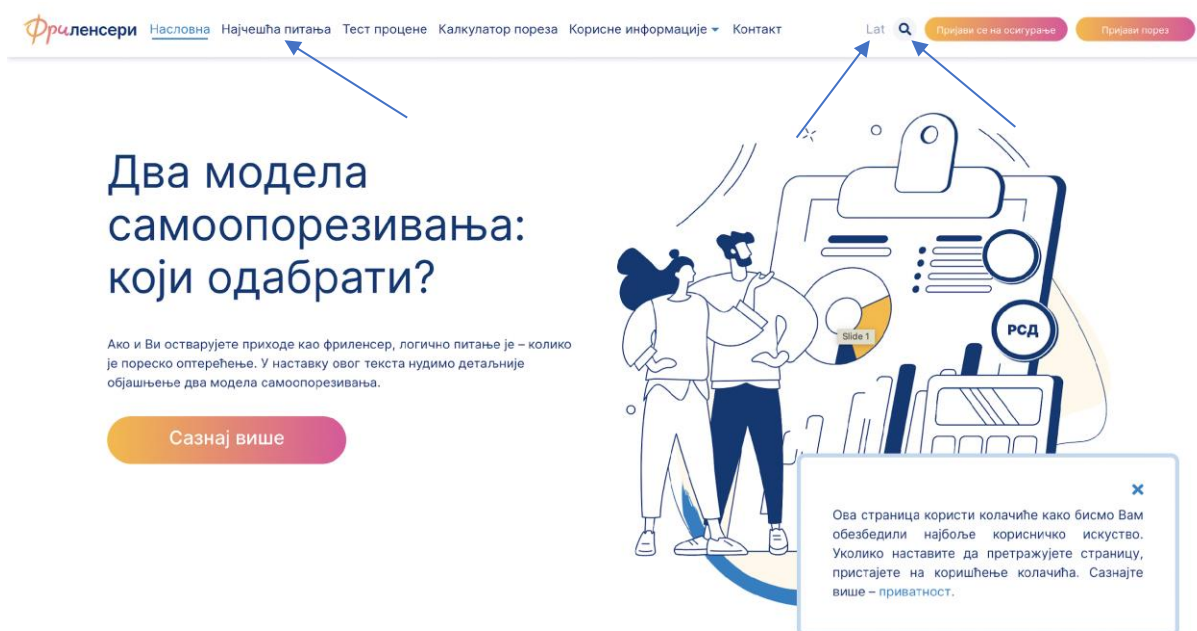 Фриленсери Насловна Најчешћа питања Тест процене Калкулатор пореза Корисне информације Контакт Lat Пријави се на осигурање Пријави порез
Два модела
самоопорезивања:
који одабрати?
Ако и Ви остварујете приходе као фриленсер, логично питање је – колико
је пореско оптерећење. У наставку овог текста нудимо детаљније
објашњење два модела самоопорезивања.
Сазнај више
РСД
Slide 1
Ова страница користи колачиће како бисмо Вам
обезбедили најбоље корисничко искуство.
Уколико наставите да претражујете страницу,
пристајете на коришћење колачића. Сазнајте
више – приватност.